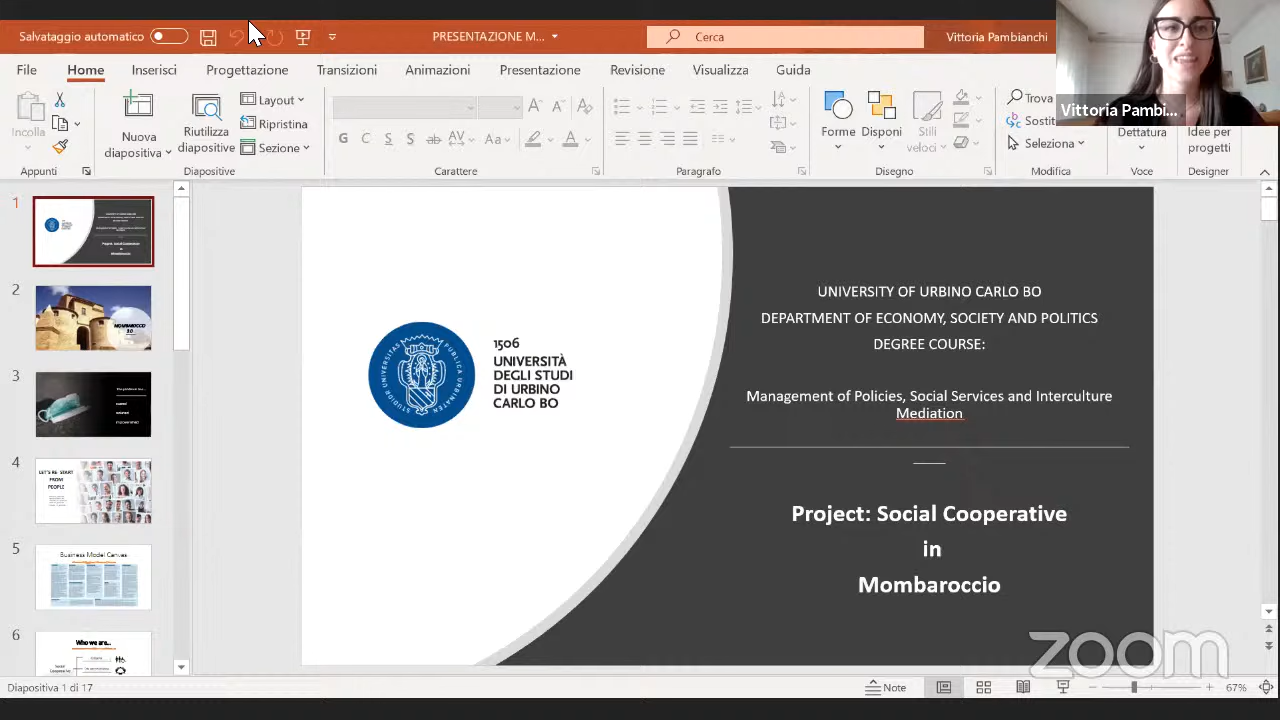 Salvataggio automatico
PRESENTAZIONE M...
Cerca
Vittoria Pambianchi
File Home Inserisci Progettazione Transizioni Animazioni Presentazione Revisione Visualizza Guida
Vittoria Pambi...
Incolla
Appunti
Nuova
diapositiva
Riutilizza
diapositive
Layout
Ripristina
Sezione
Diapositive
G C S S ab AV Aa A
Carattere
Paragrafo
Forme
Disponi
Stili
veloci
Disegno
Trova
Sostit
Seleziona
Modifica
Dettatura
Voce
Idee per
progetti
Designer
1
2
3
4
LET'S RE-START
FROM
PEOPLE
5
Business Model Canvas
6
Who we are...
1506
UNIVERSITÀ
DEGLI STUDI
DI URBINO
CARLO BO
UNIVERSITY OF URBINO CARLO BO
DEPARTMENT OF ECONOMY, SOCIETY AND POLITICS
DEGREE COURSE:
Management of Policies, Social Services and Interculture
Mediation
Project: Social Cooperative
in
Mombaroccio
zoom
Diapositiva 1 di 17
Note
67%